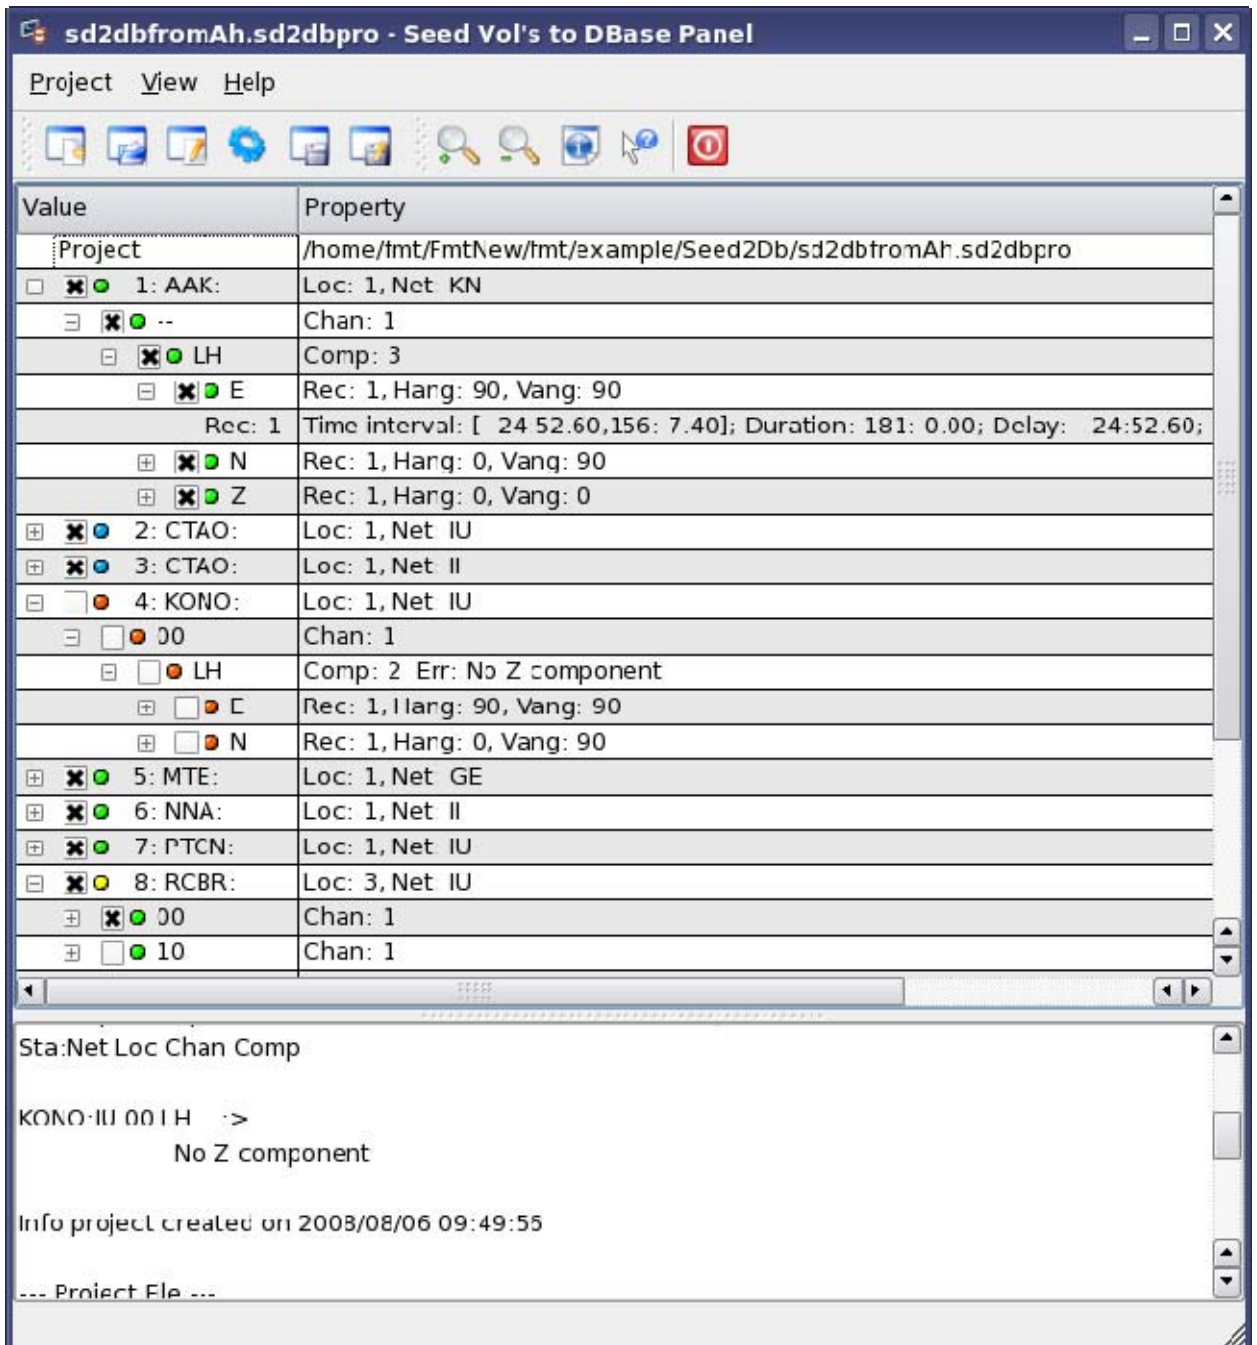 sd2dbfromAh.sd2dbpro - Seed Vol's to DBase Panel
Project View Help
Value Property
Project /home/fmt/FmtNew/fmt/example/Seed2Db/sd2dbfromAh.sd2dbpro
1: AAK: Loc: 1, Net: KN
-- Chan: 1
LH Comp: 3
E Rec: 1, Hang: 90, Vang: 90
Rec: 1 Time interval: [ 24:52.60,156: 7.40]; Duration: 181: 0.00; Delay: 24:52.60;
N Rec: 1, Hang: 0, Vang: 90
Z Rec: 1, Hang: 0, Vang: 0
2: CTAO: Loc: 1, Net: IU
3: CTAO: Loc: 1, Net: II
4: KONO: Loc: 1, Net: IU
00 Chan: 1
LH Comp: 2 Err: No Z component
E Rec: 1, Hang: 90, Vang: 90
N Rec: 1, Hang: 0, Vang: 90
5: MTE: Loc: 1, Net: GE
6: NNA: Loc: 1, Net: II
7: PTCN: Loc: 1, Net: IU
8: RCBR: Loc: 3, Net: IU
00 Chan: 1
10 Chan: 1
Sta:Net Loc Chan Comp
KONO:IU 00 LH :>
No Z component
Info project created on 2008/08/06 09:49:56
--- Project File ---